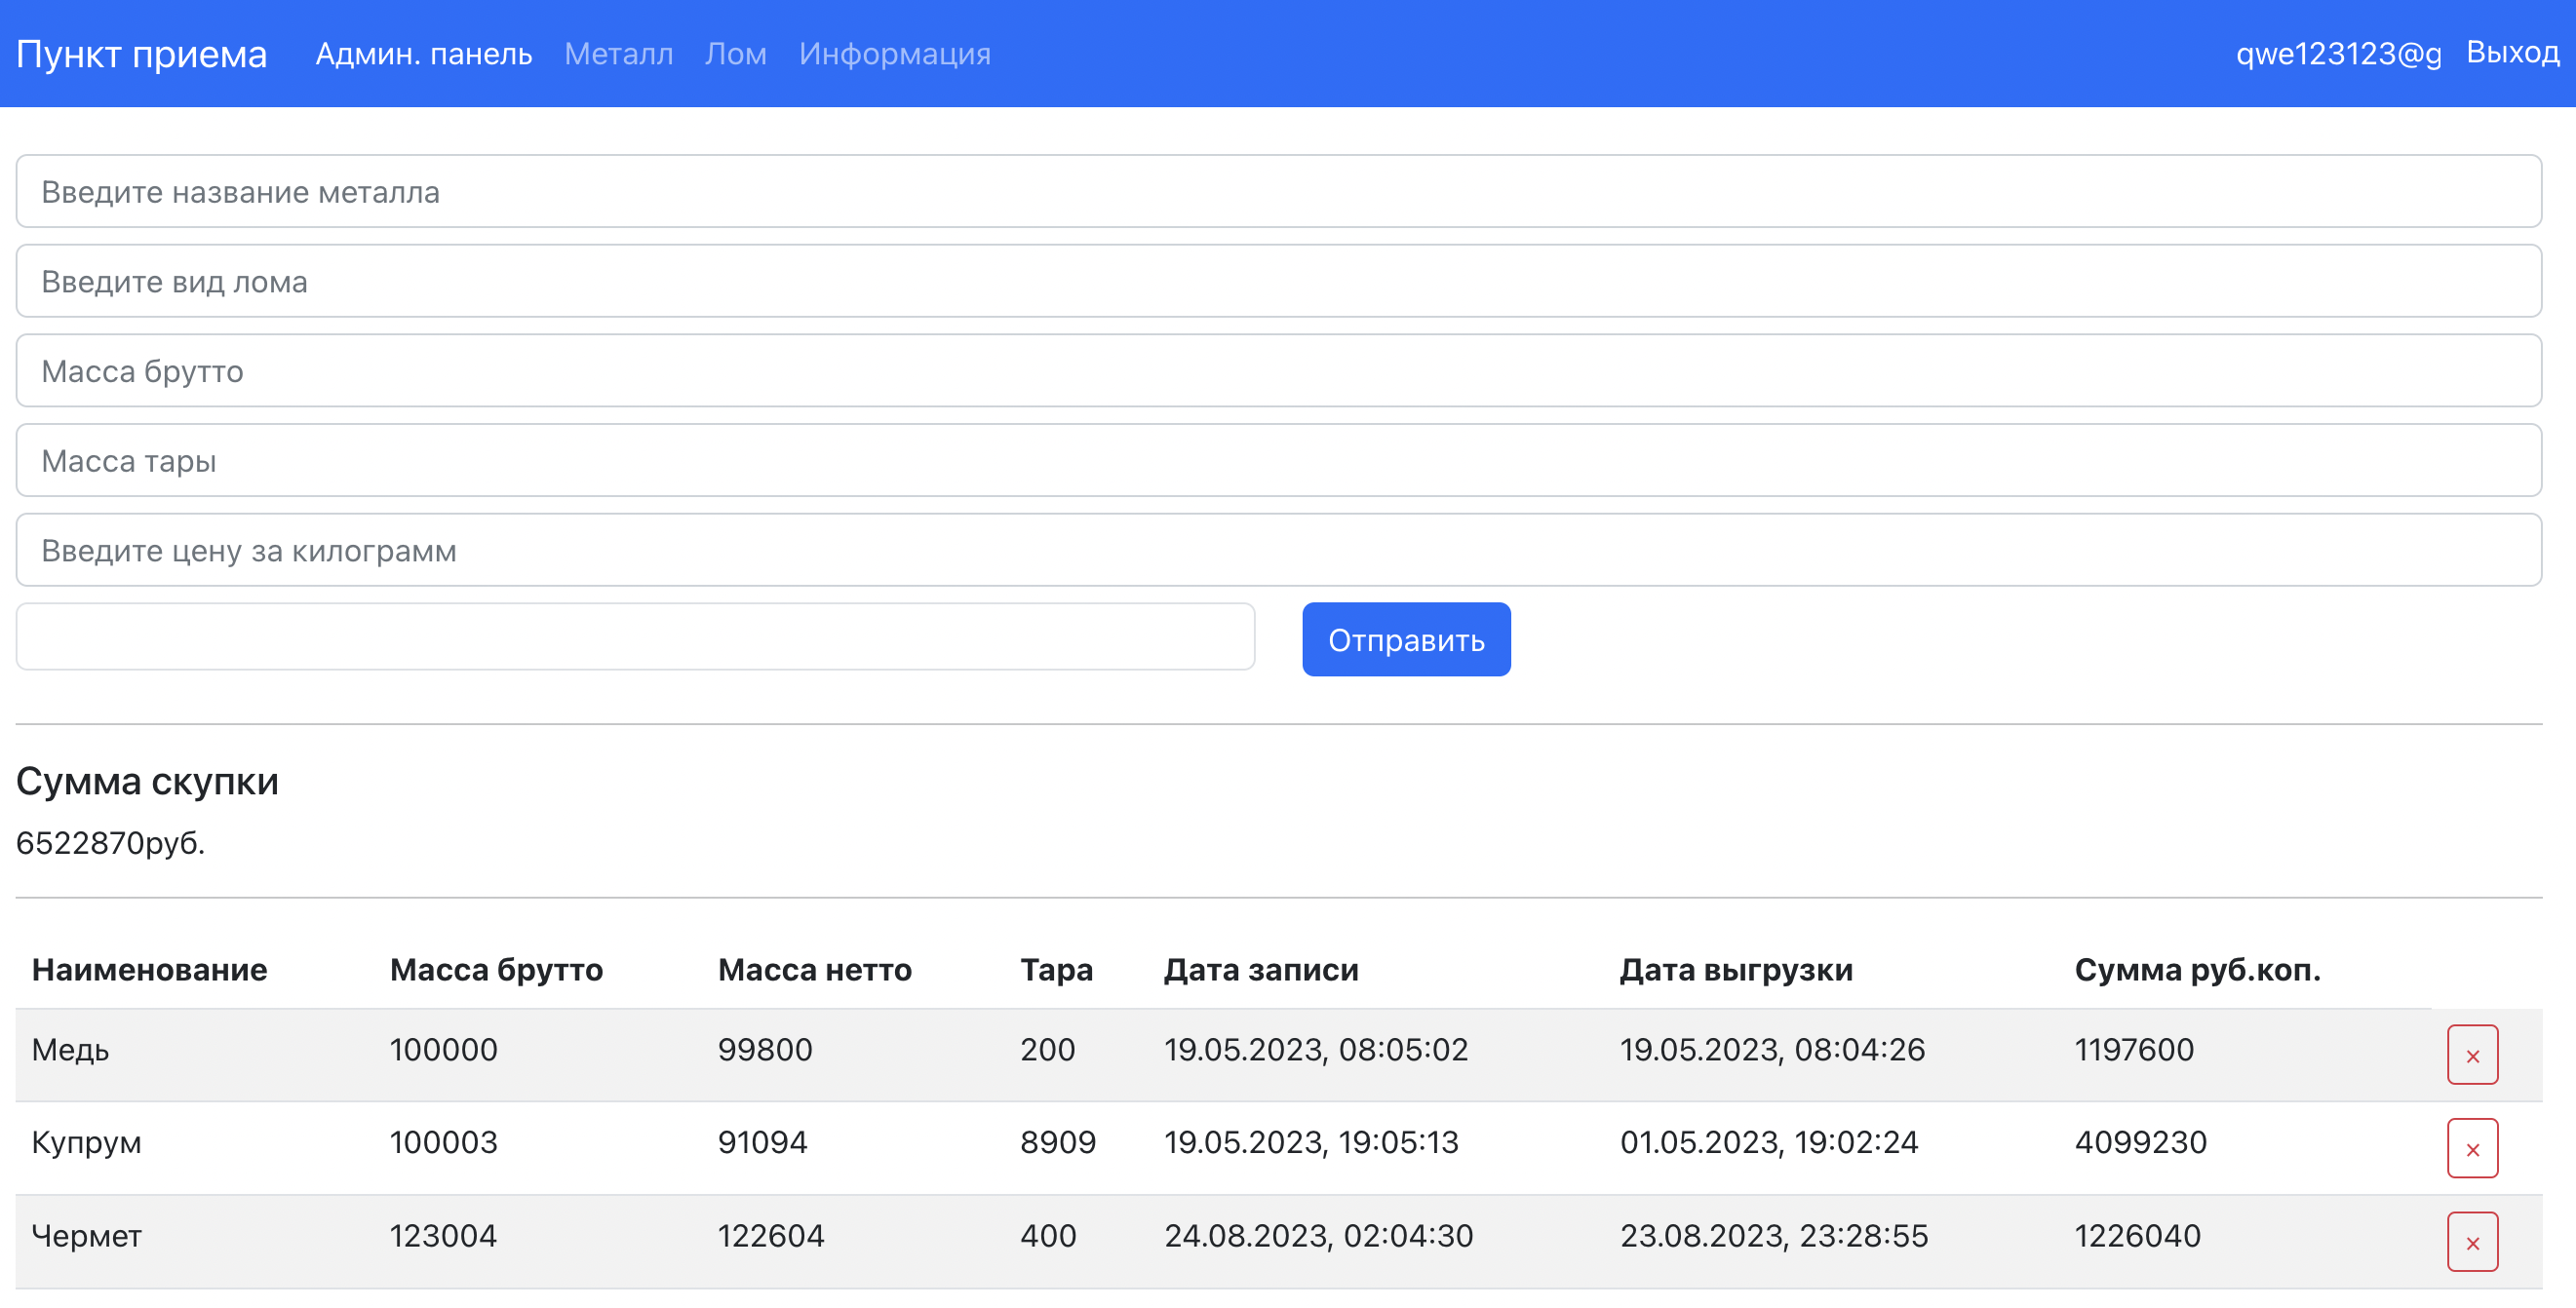 Пункт приема Админ. панель Металл Лом Информация qwe123123@g Выход
Введите название металла
Введите вид лома
Масса брутто
Масса тары
Введите цену за килограмм
Отправить
Сумма скупки
6522870руб.
Наименование Масса брутто Масса нетто Тара Дата записи Дата выгрузки Сумма руб.коп.
Медь 100000 99800 200 19.05.2023, 08:05:02 19.05.2023, 08:04:26 1197600 ×
Купрум 100003 91094 8909 19.05.2023, 19:05:13 01.05.2023, 19:02:24 4099230 ×
Чермет 123004 122604 400 24.08.2023, 02:04:30 23.08.2023, 23:28:55 1226040 ×